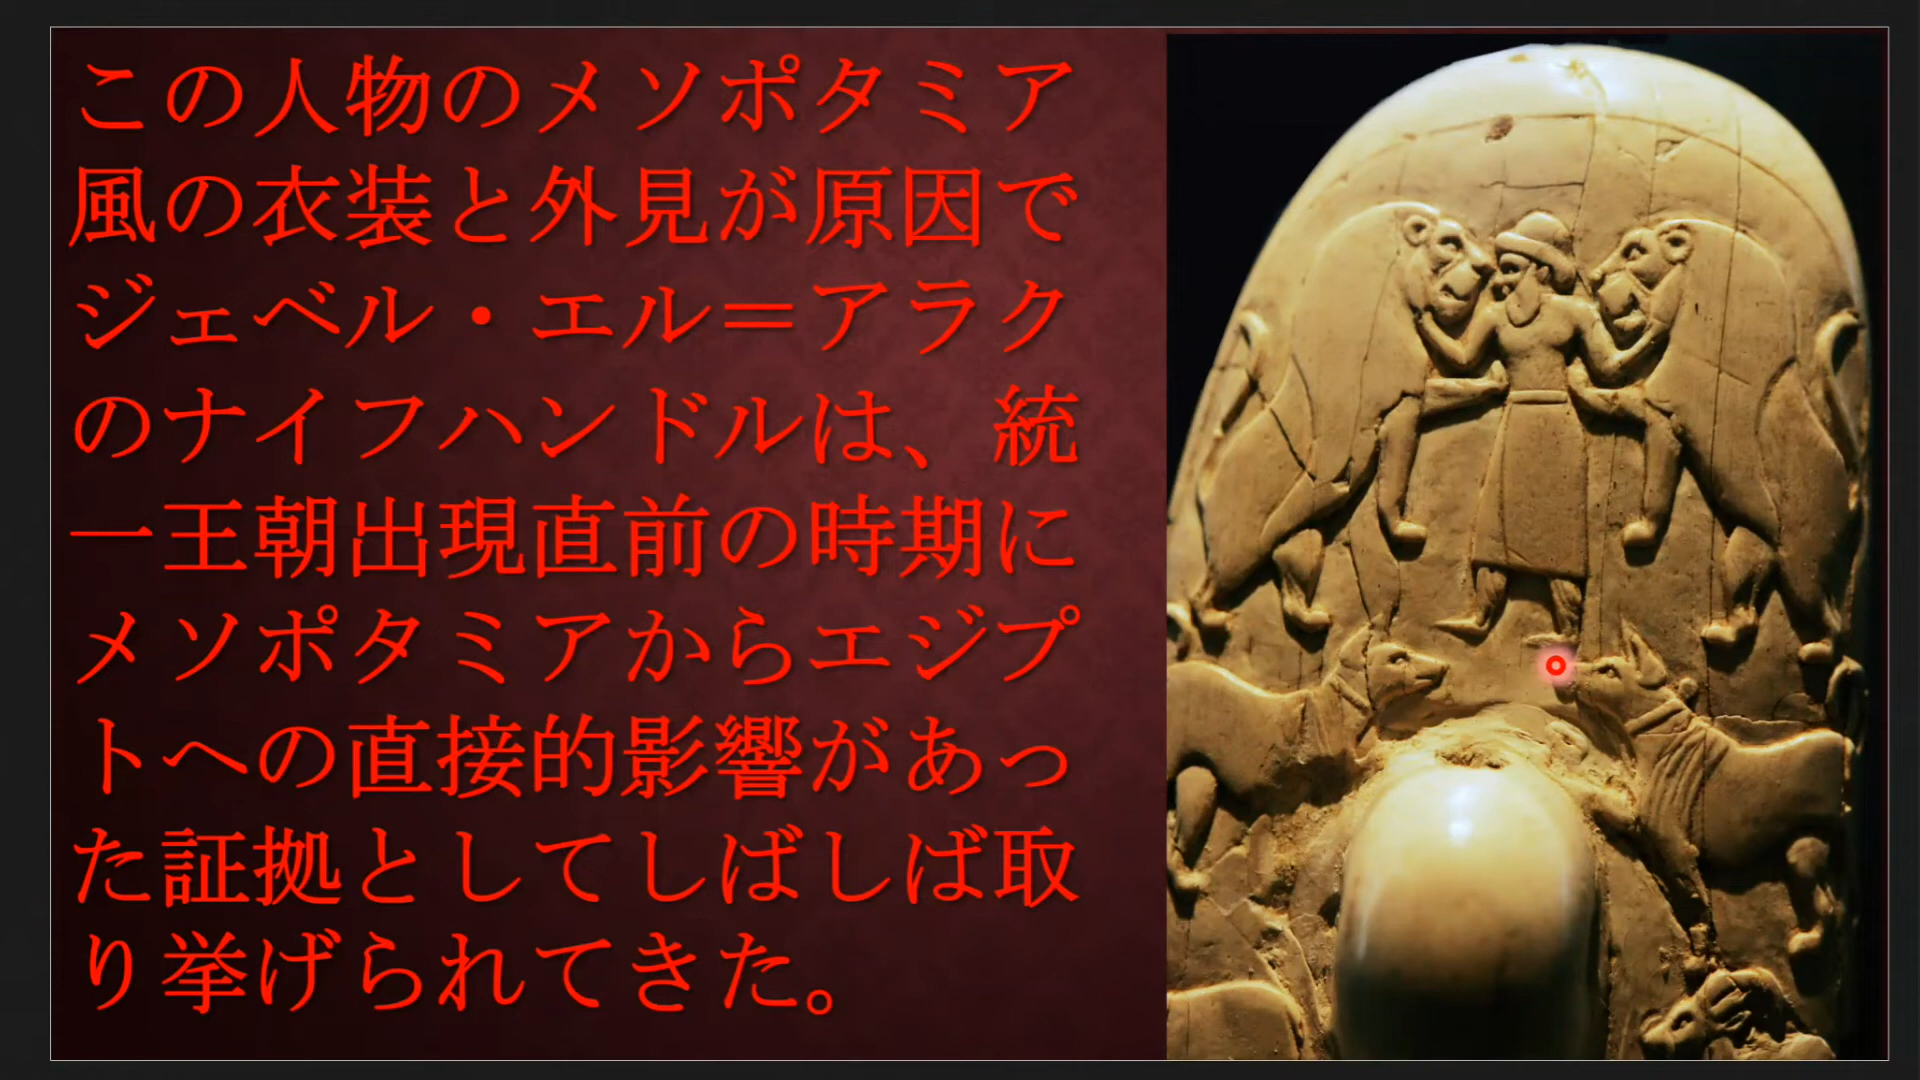 この人物のメソポタミア
風の衣装と外見が原因で
ジェベル・エル＝アラク
のナイフハンドルは、統
一王朝出現直前の時期に
メソポタミアからエジプ
トへの直接的影響があっ
た証拠としてしばしば取
り挙げられてきた。